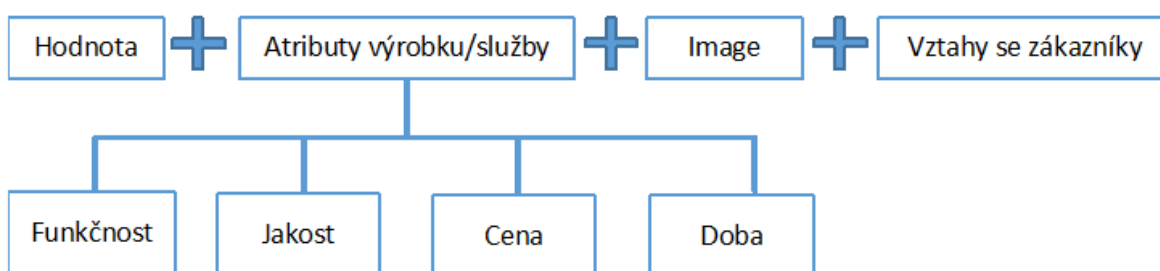 Hodnota
Atributy výrobku/služby
Image
Vztahy se zákazníky
Funkčnost
Jakost
Cena
Doba